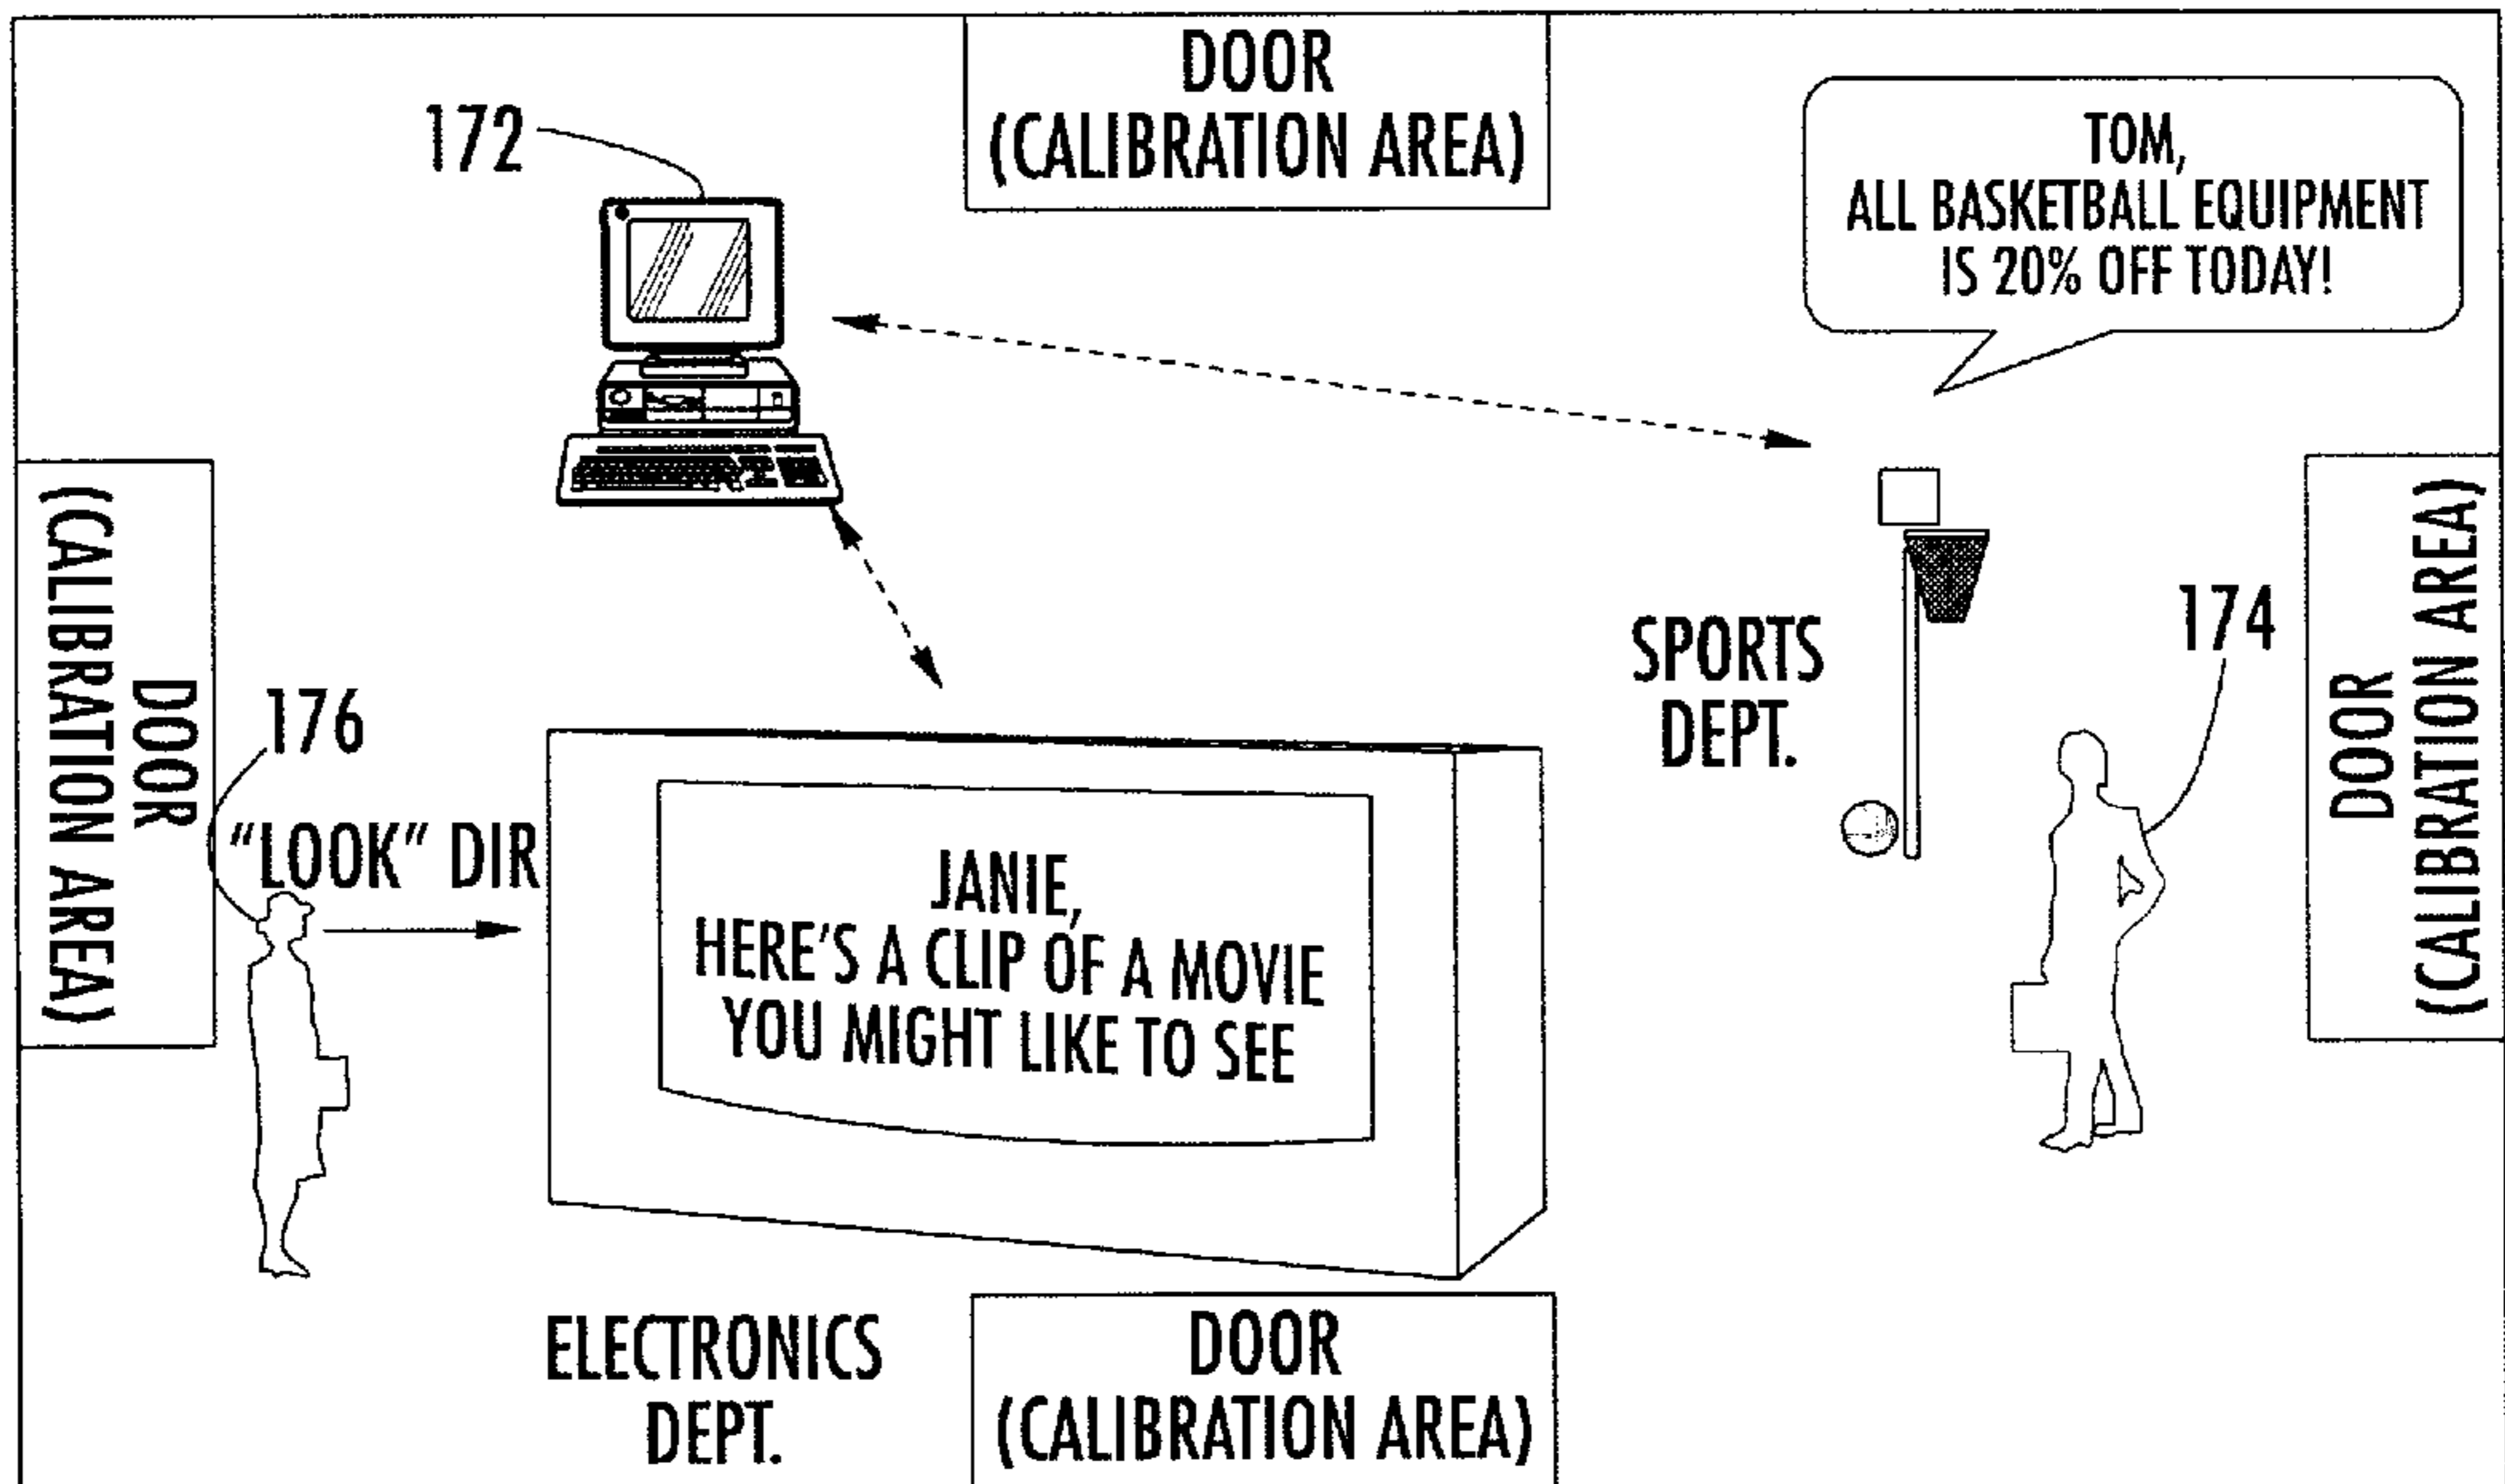 DOOR
(CALIBRATION AREA)
172
TOM,
ALL BASKETBALL EQUIPMENT
IS 20% OFF TODAY!
DOOR
(CALIBRATION AREA)
176
"LOOK" DIR
JANIE,
HERE'S A CLIP OF A MOVIE
YOU MIGHT LIKE TO SEE
SPORTS
DEPT.
174
DOOR
(CALIBRATION AREA)
ELECTRONICS
DEPT.
DOOR
(CALIBRATION AREA)